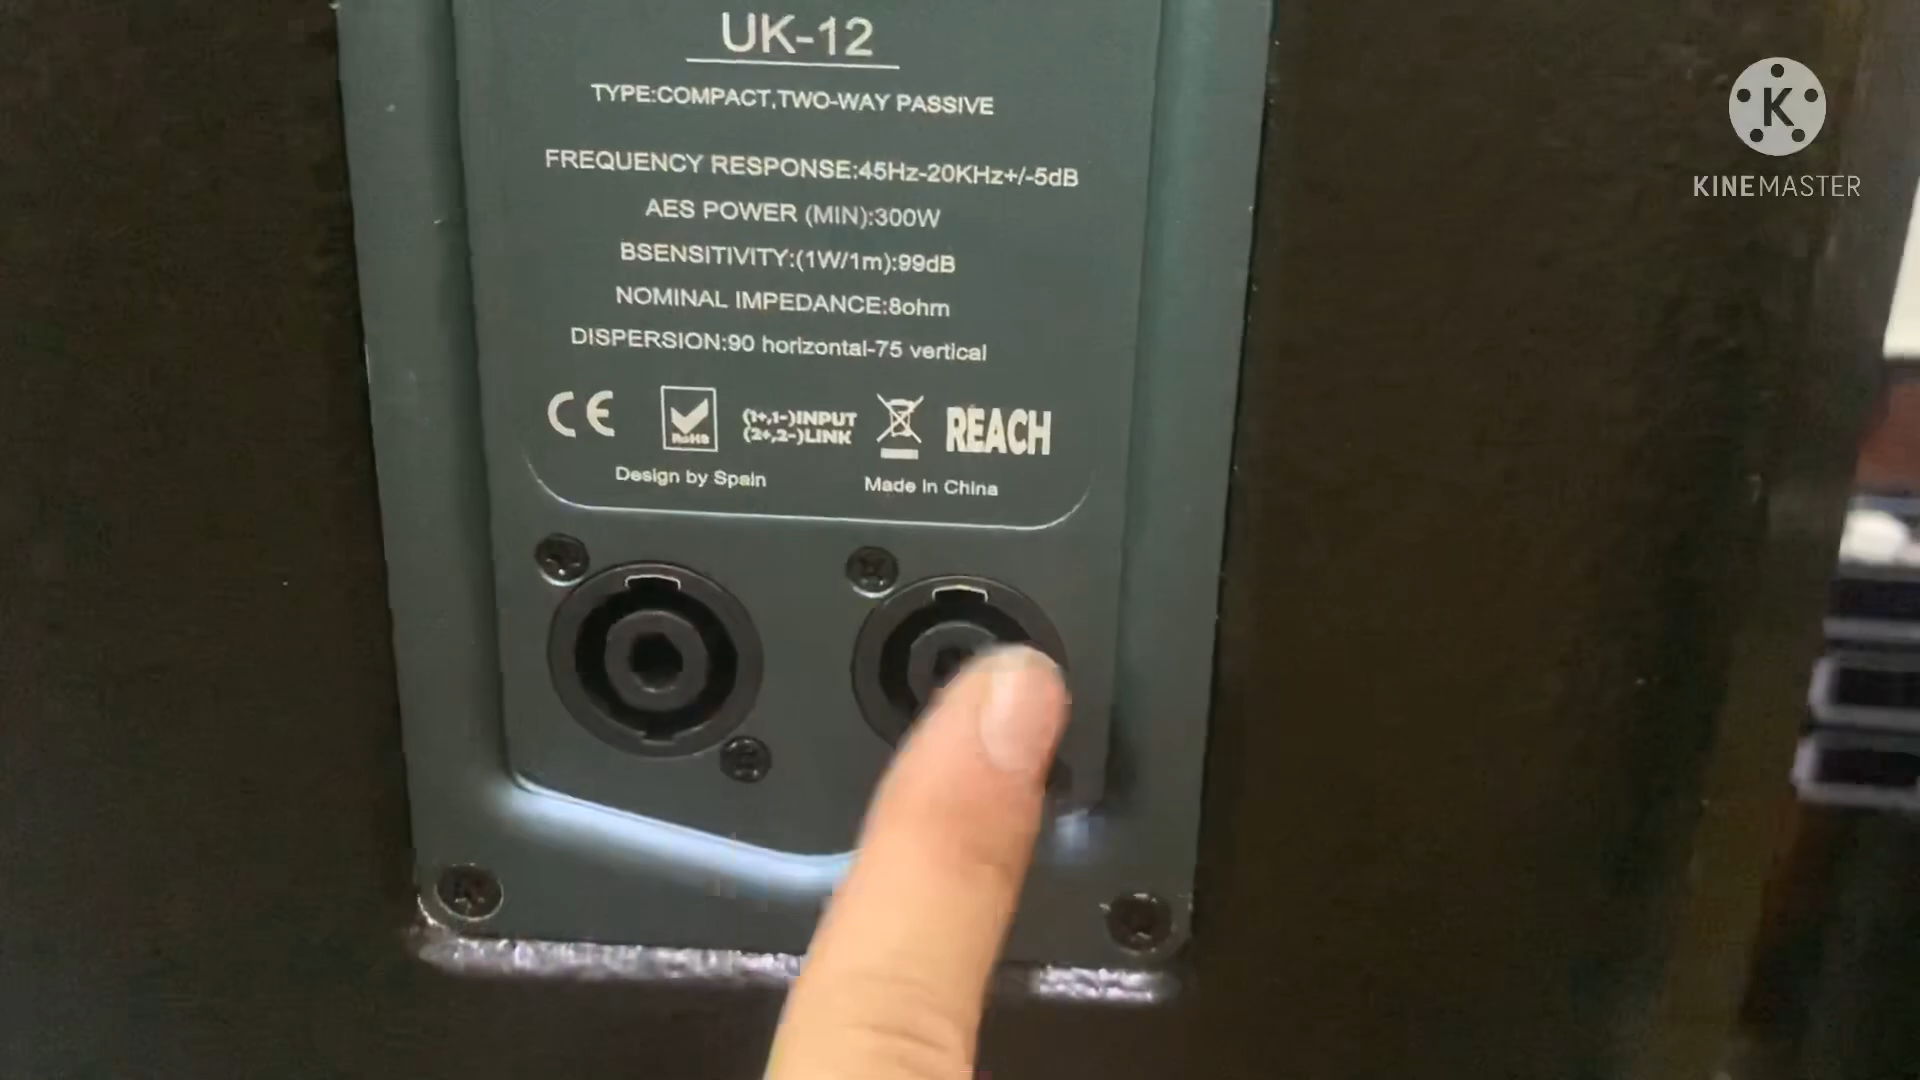 UK-12
TYPE:COMPACT,TWO-WAY PASSIVE
FREQUENCY RESPONSE:45Hz-20KHz+/-5dB
AES POWER (MIN):300W
BSENSITIVITY:(1W/1m):99dB
NOMINAL IMPEDANCE:8ohm
DISPERSION:90 horizontal-75 vertical
CE
RoHS
(1+,1-)INPUT
(2+,2-)LINK
REACH
Design by Spain
Made in China
K
KINEMASTER